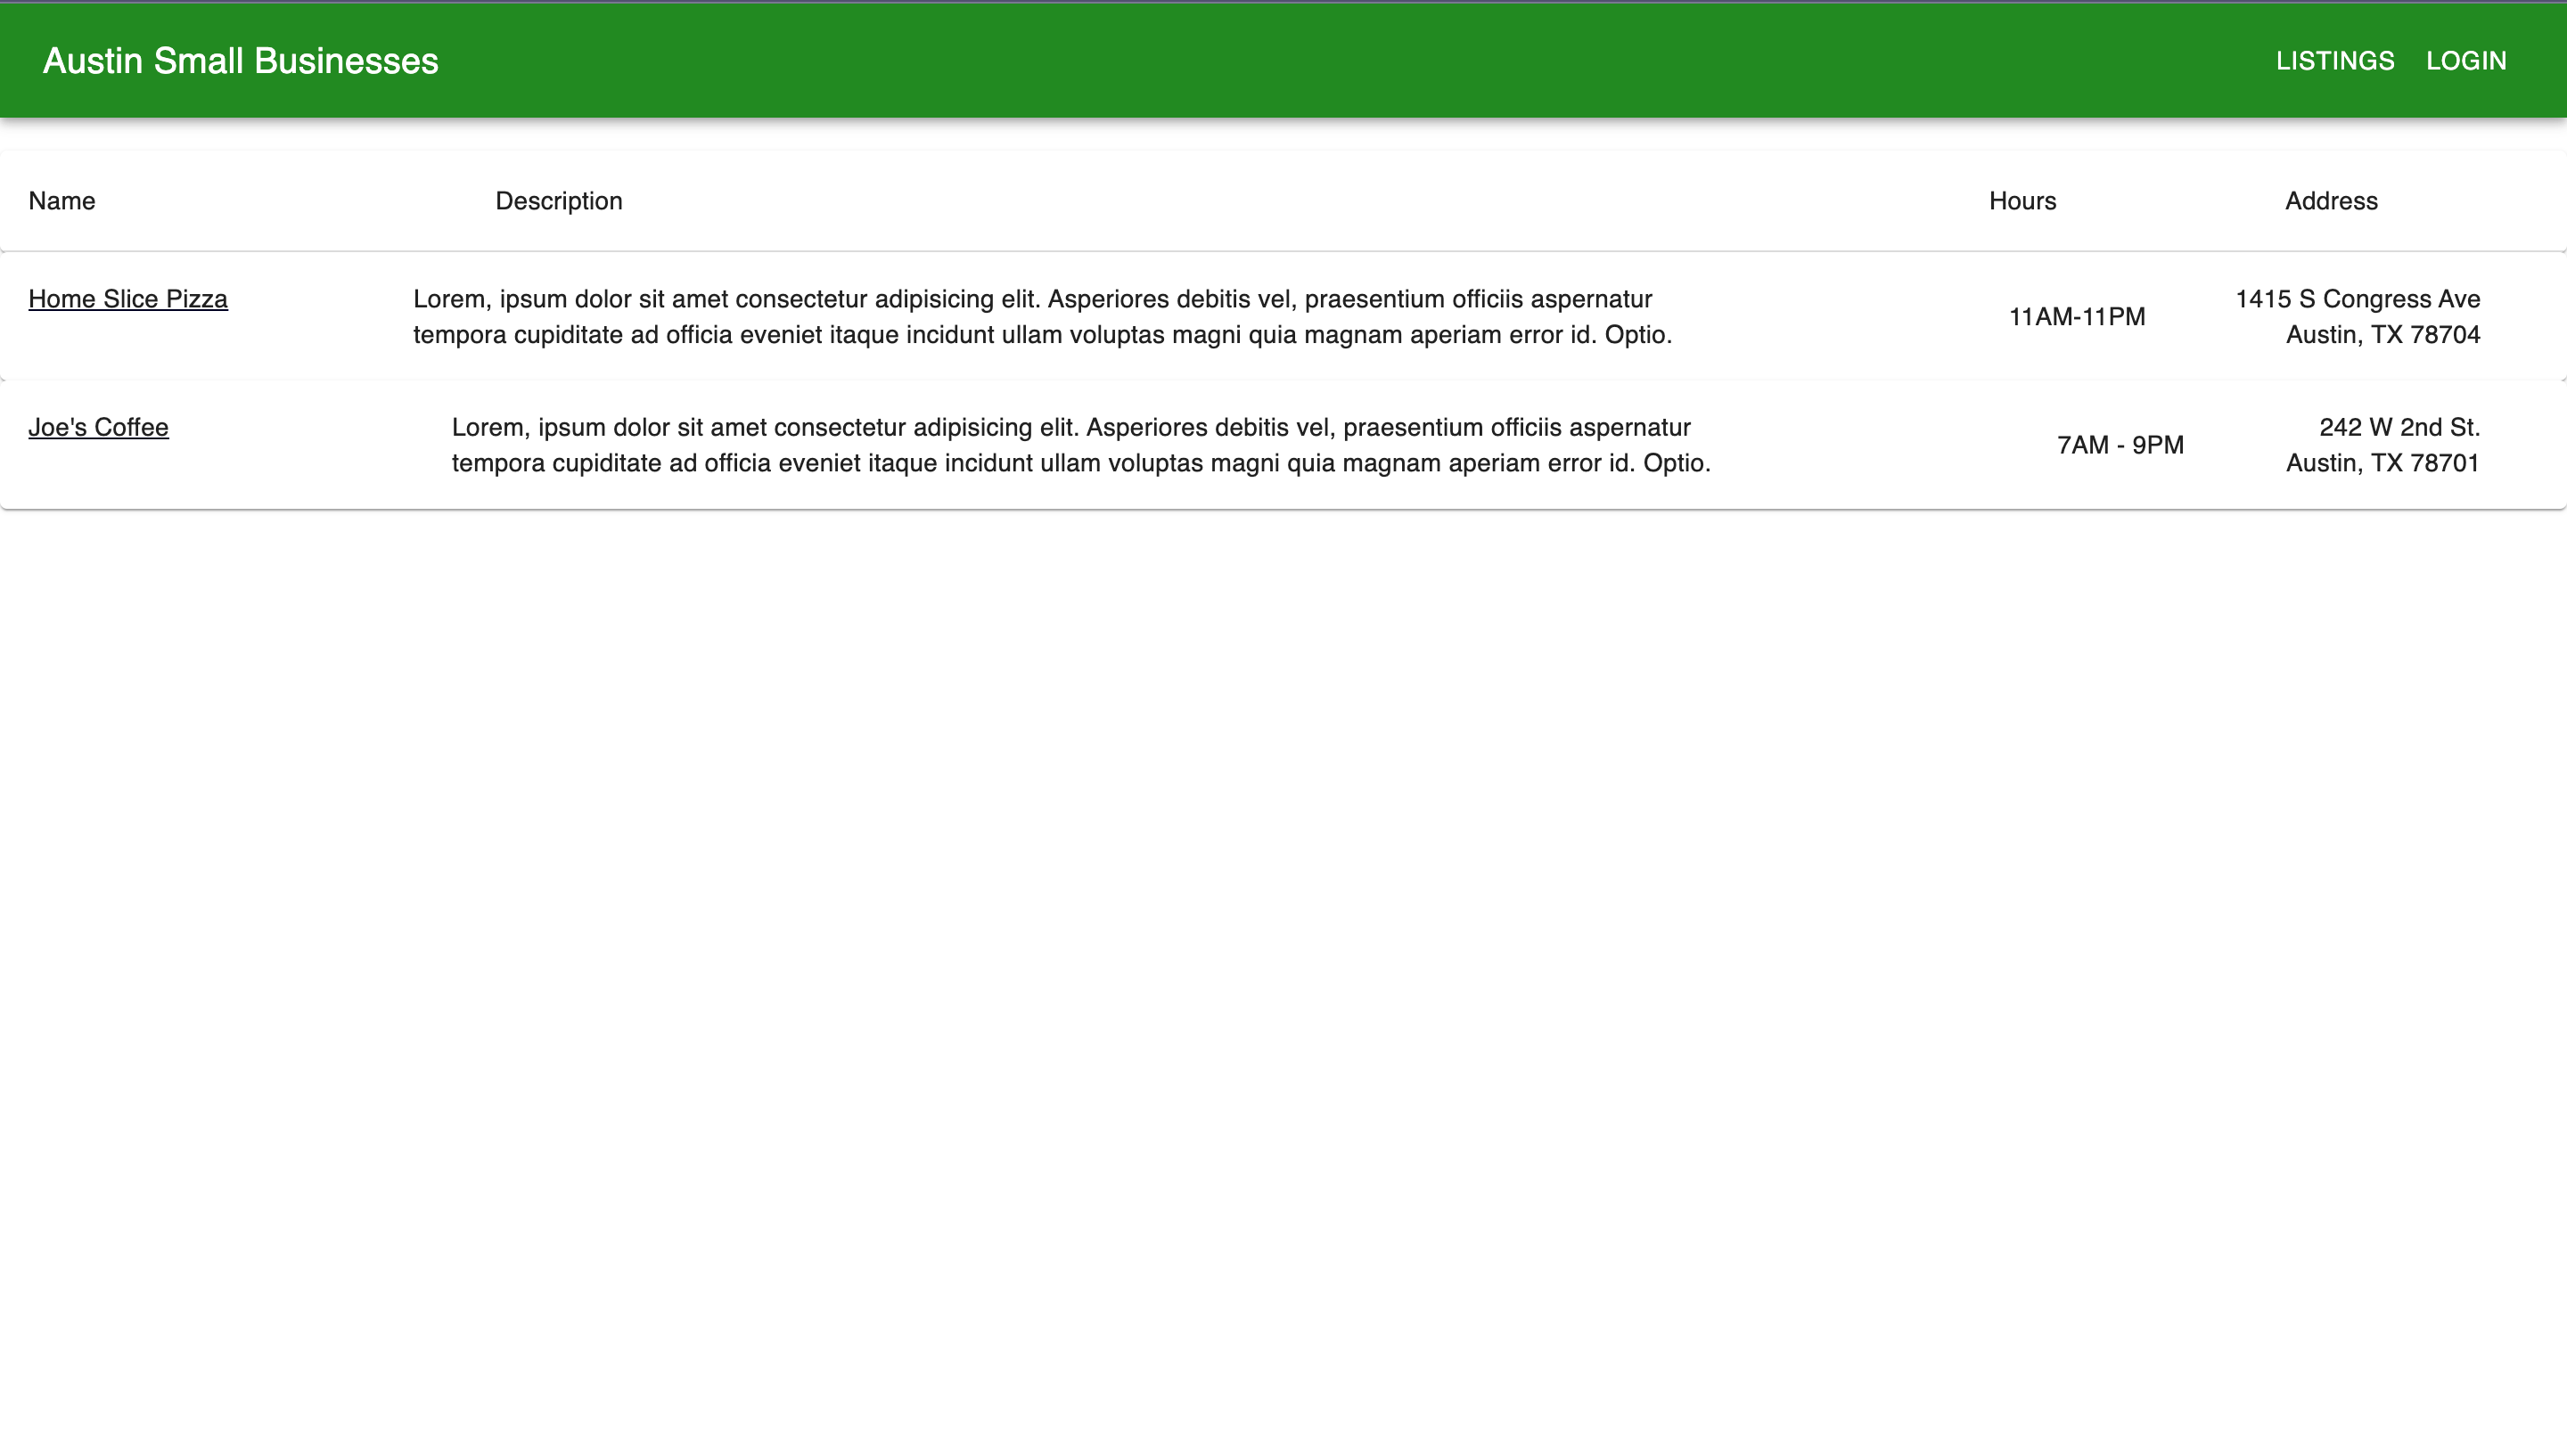 Austin Small Businesses
LISTINGS LOGIN
Name Description Hours Address
Home Slice Pizza
Lorem, ipsum dolor sit amet consectetur adipisicing elit. Asperiores debitis vel, praesentium officiis aspernatur
tempora cupiditate ad officia eveniet itaque incidunt ullam voluptas magni quia magnam aperiam error id. Optio.
11AM-11PM
1415 S Congress Ave
Austin, TX 78704
Joe's Coffee
Lorem, ipsum dolor sit amet consectetur adipisicing elit. Asperiores debitis vel, praesentium officiis aspernatur
tempora cupiditate ad officia eveniet itaque incidunt ullam voluptas magni quia magnam aperiam error id. Optio.
7AM - 9PM
242 W 2nd St.
Austin, TX 78701